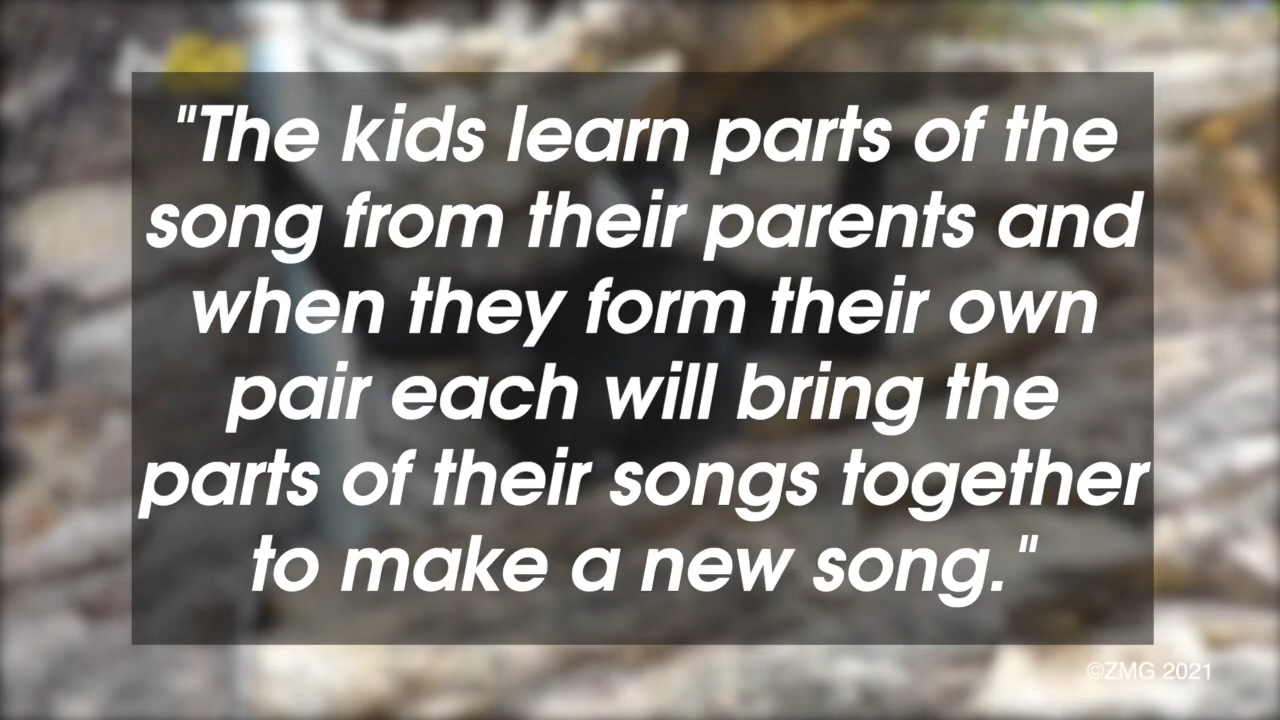 "The kids learn parts of the
song from their parents and
when they form their own
pair each will bring the
parts of their songs together
to make a new song."
©ZMG 2021